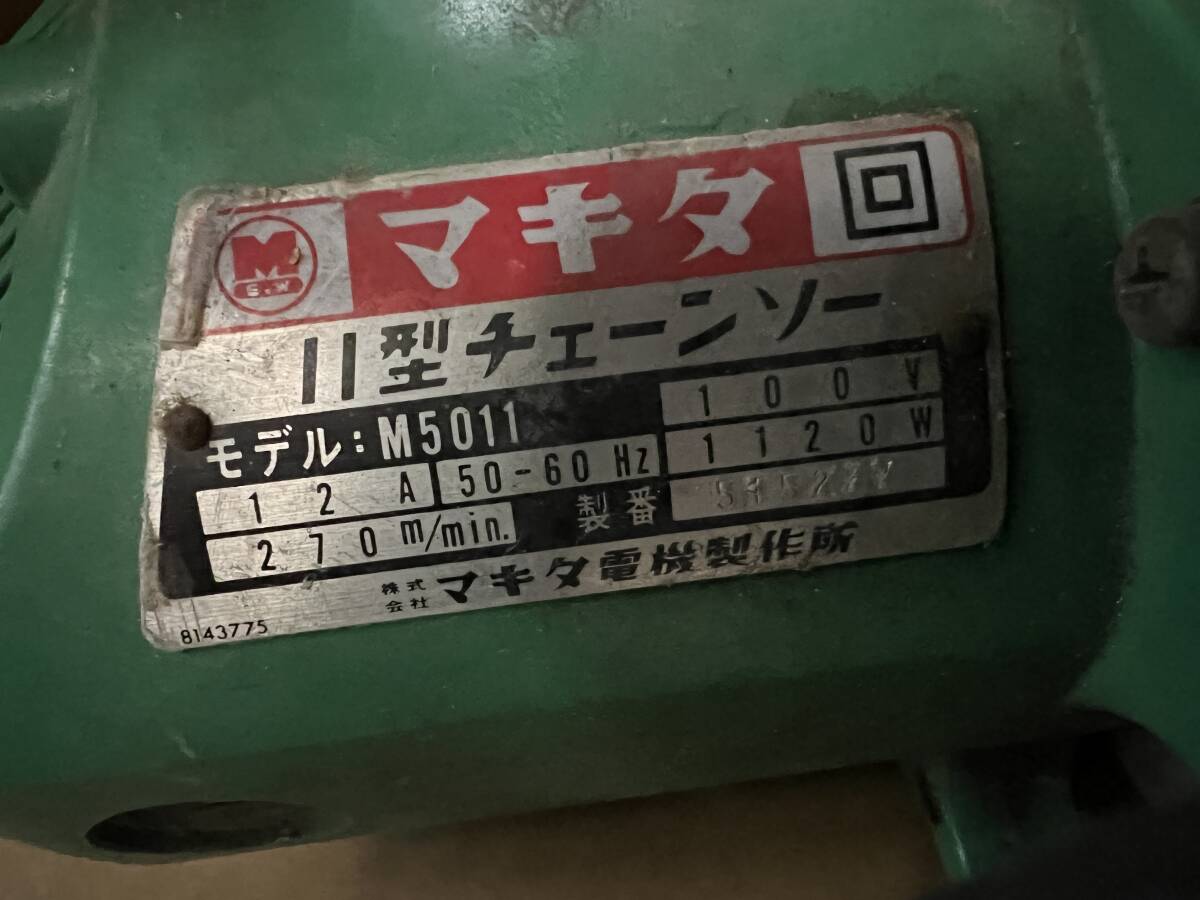 M
マキタ
11型チェーンソー
モデル:M5011
100V
12A 50-60Hz 1120W
270m/min. 製番
株式会社 マキタ電機製作所
8143775